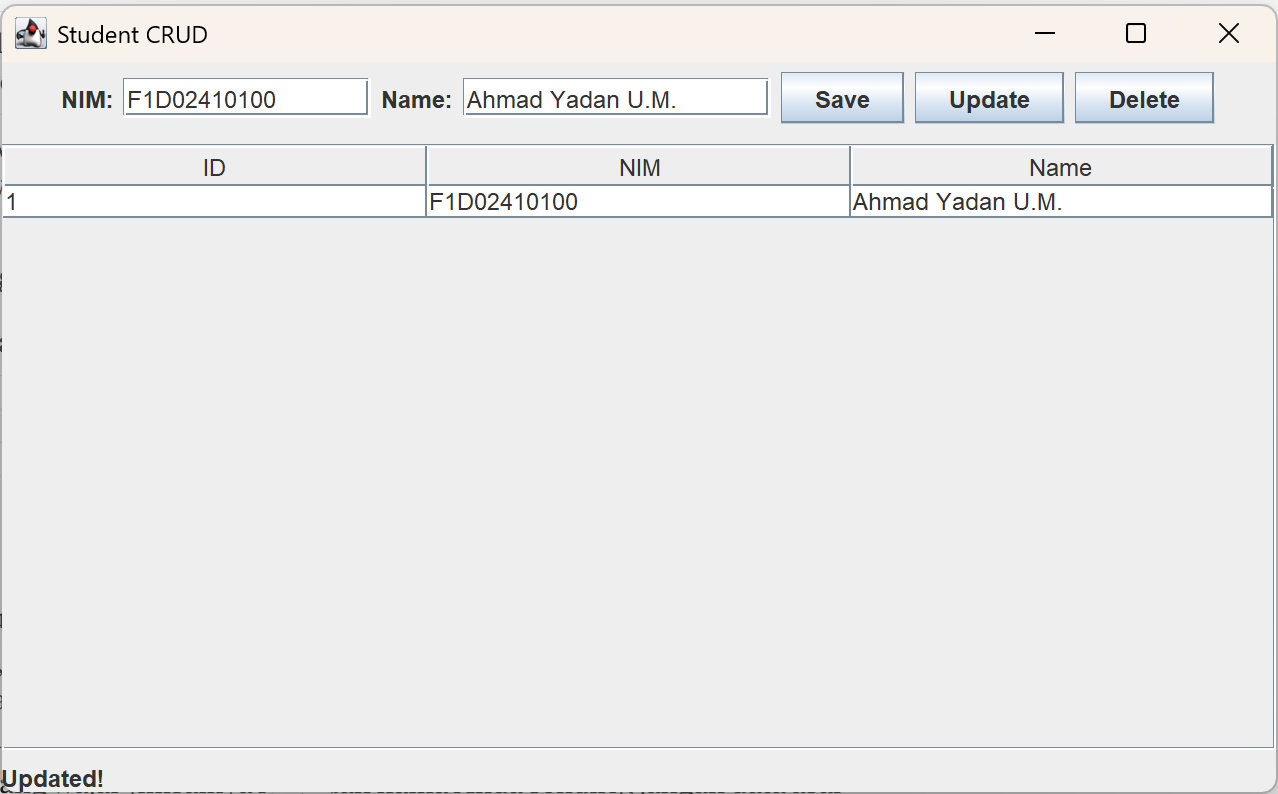 Student CRUD
NIM: F1D02410100 Name: Ahmad Yadan U.M. Save Update Delete
ID NIM Name
1 F1D02410100 Ahmad Yadan U.M.
Updated!